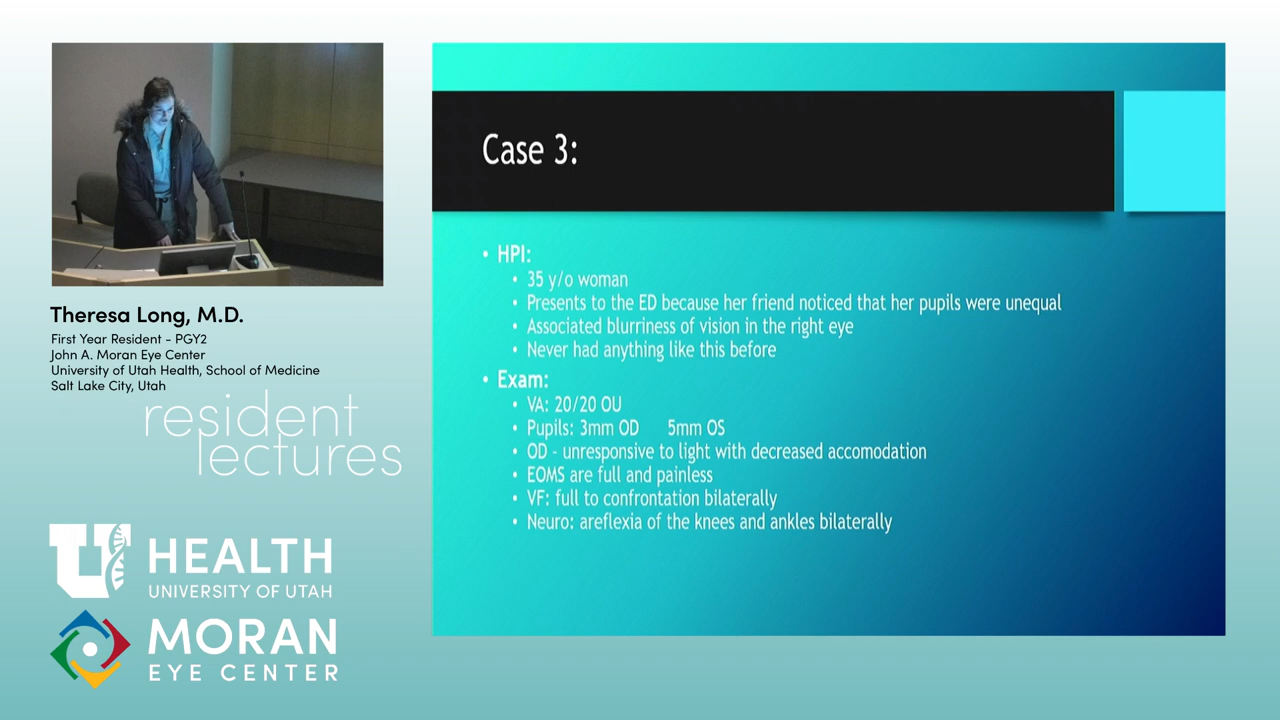 Case 3:
• HPI:
• 35 y/o woman
• Presents to the ED because her friend noticed that her pupils were unequal
• Associated blurriness of vision in the right eye
• Never had anything like this before
• Exam:
• VA: 20/20 OU
• Pupils: 3mm OD 5mm OS
• OD - unresponsive to light with decreased accomodation
• EOMS are full and painless
• VF: full to confrontation bilaterally
• Neuro: areflexia of the knees and ankles bilaterally
Theresa Long, M.D.
First Year Resident - PGY2
John A. Moran Eye Center
University of Utah Health, School of Medicine
Salt Lake City, Utah
resident
lectures
U HEALTH
UNIVERSITY OF UTAH
MORAN
EYE CENTER